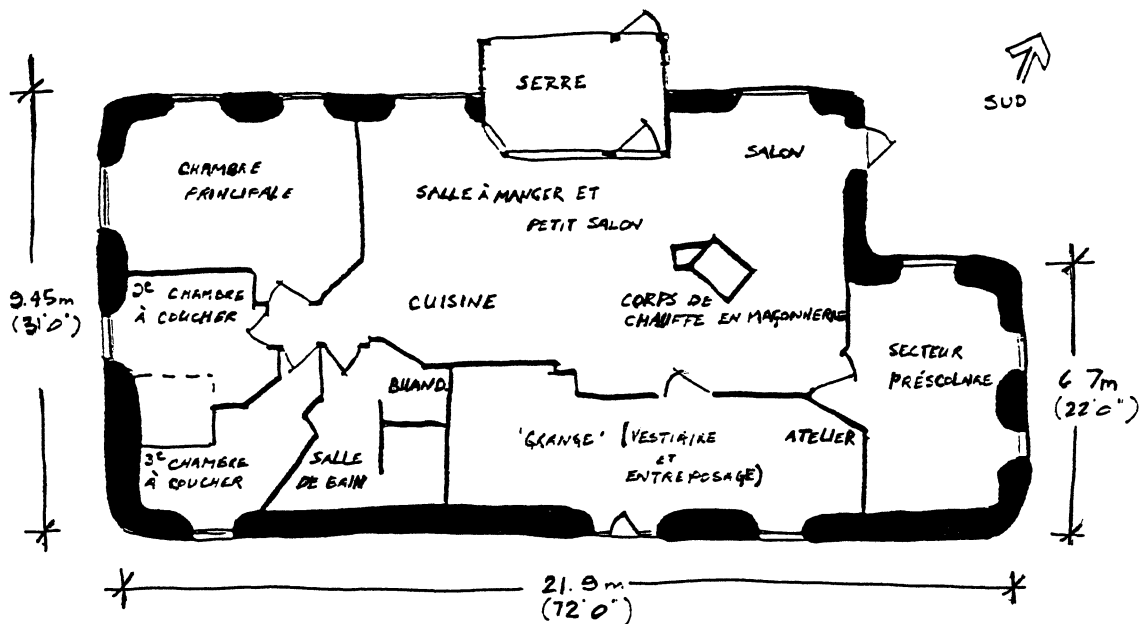 SERRE
SUD
CHAMBRE
PRINCIPALE
SALON
SALLE À MANGER ET
PETIT SALON
9.45m
(31'0")
2e CHAMBRE
À COUCHER
CUISINE
CORPS DE
CHAUFFE EN MAÇONNERIE
SECTEUR
PRÉSCOLAIRE
6 7m
(22'0")
BUAND.
'GRANGE' (VESTIAIRE
ET
ENTREPOSAGE)
ATELIER
3e CHAMBRE
À COUCHER
SALLE
DE BAIN
21.9m
(72'0")